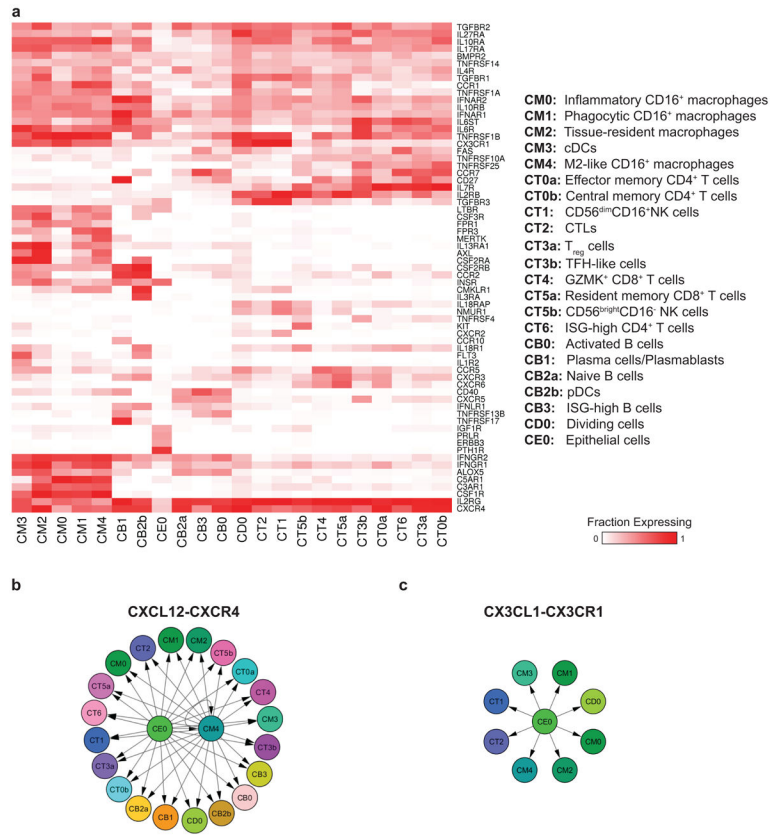 a
TGFBR2
IL27RA
IL10RA
IL17RA
BMPR2
TNFRSF14
IL4R
TGFBR1
CCR1
TNFRSF1A
IFNAR2
IL10RB
IFNAR1
IL6ST
IL6R
TNFRSF1B
CX3CR1
FAS
TNFRSF10A
TNFRSF25
CCR7
CD27
IL7R
IL2RB
TGFBR3
LTBR
CSF3R
FPR1
FPR3
MERTK
IL13RA1
AXL
CSF2RA
CSF2RB
CCR2
INSR
CMKLR1
IL3RA
IL18RAP
NMUR1
TNFRSF4
KIT
CXCR2
CCR10
IL18R1
FLT3
IL1R2
CCR5
CXCR3
CXCR6
CD40
CXCR5
IFNLR1
TNFRSF13B
TNFRSF17
IGF1R
PRLR
ERBB3
PTH1R
IFNGR2
IFNGR1
ALOX5
C5AR1
C3AR1
CSF1R
IL2RG
CXCR4
CM3 CM2 CM0 CM1 CM4 CB1 CB2b CE0 CB2a CB3 CB0 CD0 CT2 CT1 CT5b CT4 CT5a CT3b CT0a CT6 CT3a CT0b
CM0: Inflammatory CD16⁺ macrophages
CM1: Phagocytic CD16⁺ macrophages
CM2: Tissue-resident macrophages
CM3: cDCs
CM4: M2-like CD16⁺ macrophages
CT0a: Effector memory CD4⁺ T cells
CT0b: Central memory CD4⁺ T cells
CT1: CD56ᵈⁱᵐCD16⁺NK cells
CT2: CTLs
CT3a: Treg cells
CT3b: TFH-like cells
CT4: GZMK⁺ CD8⁺ T cells
CT5a: Resident memory CD8⁺ T cells
CT5b: CD56ᵇʳⁱᵍʰᵗCD16⁻ NK cells
CT6: ISG-high CD4⁺ T cells
CB0: Activated B cells
CB1: Plasma cells/Plasmablasts
CB2a: Naive B cells
CB2b: pDCs
CB3: ISG-high B cells
CD0: Dividing cells
CE0: Epithelial cells
Fraction Expressing
0 1
b
CXCL12-CXCR4
CM1
CM2
CT2
CT5b
CM0
CT0a
CT5a
CT4
CT6
CM3
CE0
CM4
CT1
CT3b
CT3a
CB3
CT0b
CB0
CB2a
CB2b
CB1
CD0
c
CX3CL1-CX3CR1
CM3
CM1
CT1
CD0
CE0
CT2
CM0
CM4
CM2